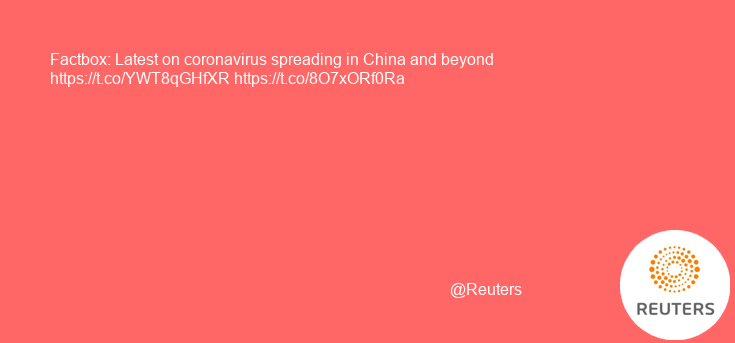 Factbox: Latest on coronavirus spreading in China and beyond
https://t.co/YWT8qGHfXR https://t.co/8O7xORf0Ra
@Reuters
REUTERS